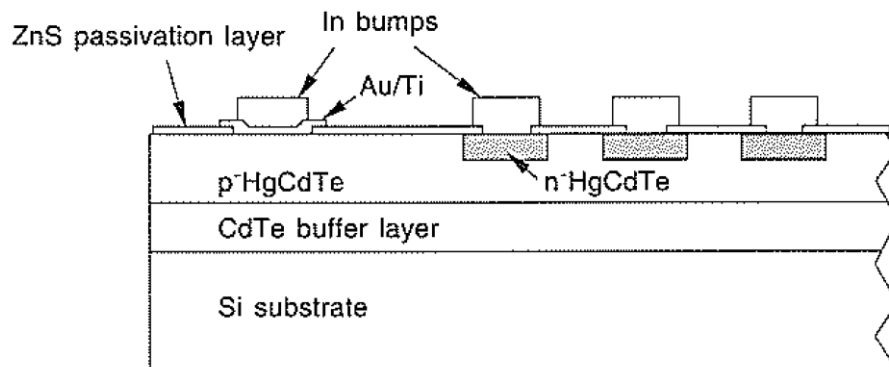 In bumps
ZnS passivation layer
Au/Ti
p⁻HgCdTe
n⁻HgCdTe
CdTe buffer layer
Si substrate